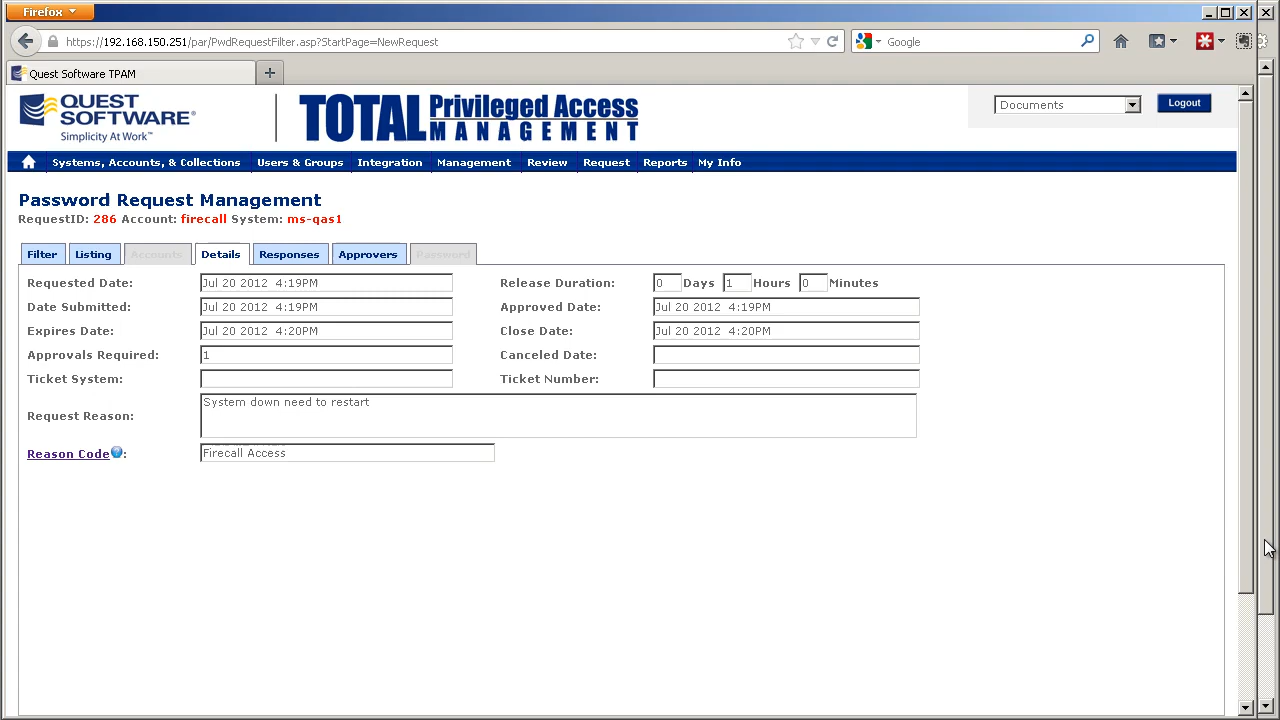 Firefox
https://192.168.150.251/par/PwdRequestFilter.asp?StartPage=NewRequest
Google
Quest Software TPAM
QUEST SOFTWARE®
Simplicity At Work™
TOTAL Privileged Access MANAGEMENT
Documents
Logout
Systems, Accounts, & Collections Users & Groups Integration Management Review Request Reports My Info
Password Request Management
RequestID: 286 Account: firecall System: ms-qas1
Filter Listing Accounts Details Responses Approvers Password
Requested Date: Jul 20 2012 4:19PM Release Duration: 0 Days 1 Hours 0 Minutes
Date Submitted: Jul 20 2012 4:19PM Approved Date: Jul 20 2012 4:19PM
Expires Date: Jul 20 2012 4:20PM Close Date: Jul 20 2012 4:20PM
Approvals Required: 1 Canceled Date:
Ticket System: Ticket Number:
Request Reason: System down need to restart
Reason Code: Firecall Access